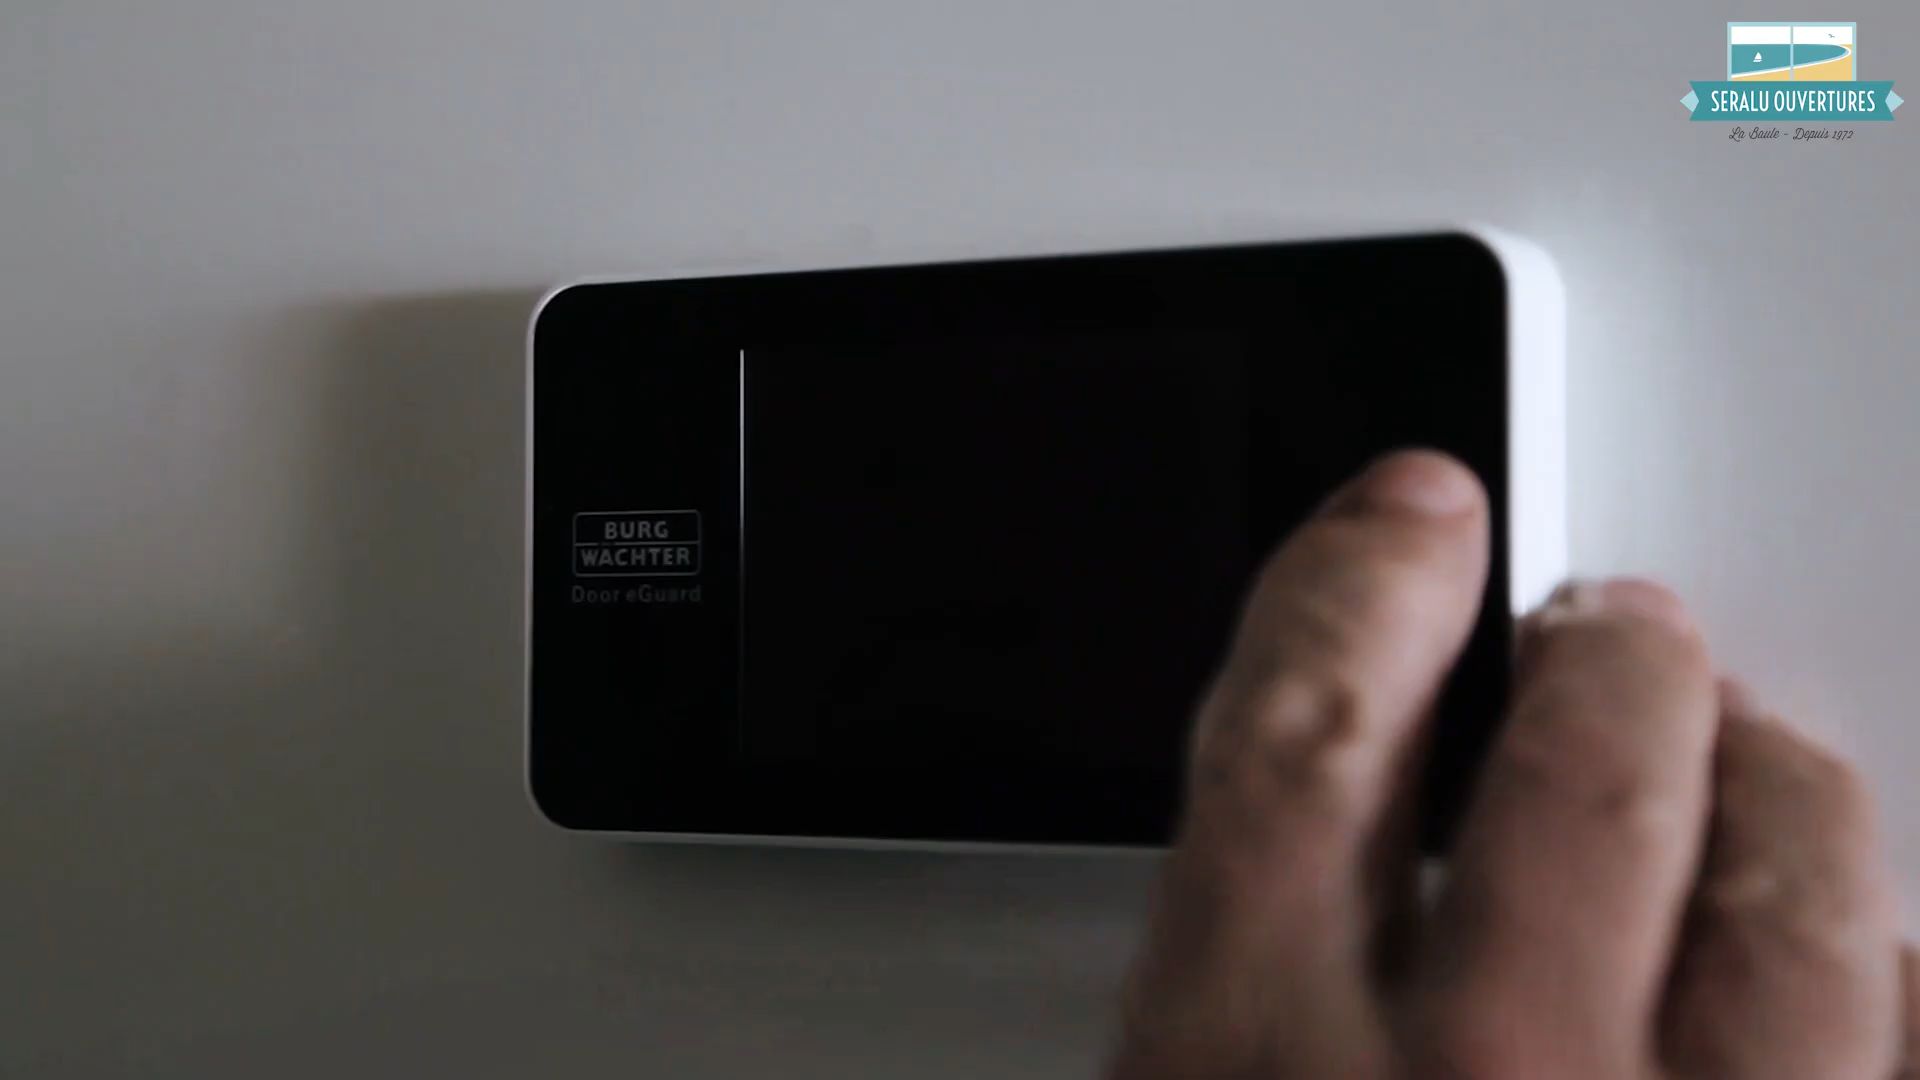 SERALU OUVERTURES
La Baule - Depuis 1972
BURG
WACHTER
Door eGuard